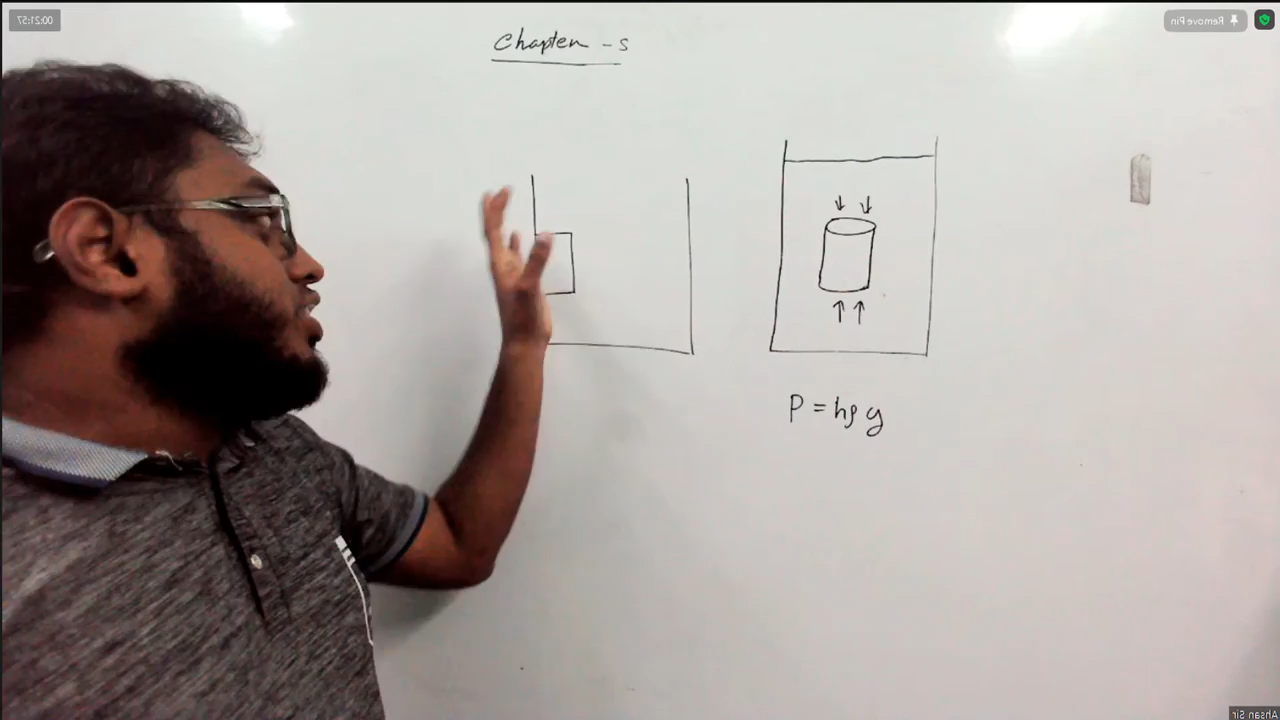 00:21:57
Remove Pin
Chapter - 5
P = hρg
Ahsan Sir